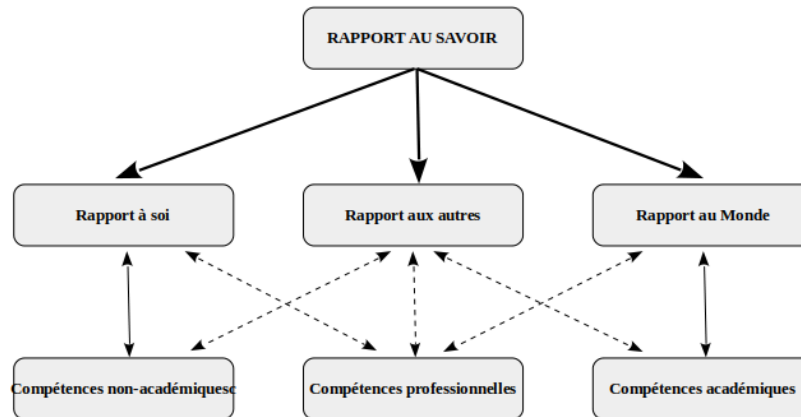 RAPPORT AU SAVOIR
Rapport à soi
Rapport aux autres
Rapport au Monde
Compétences non-académiquesc
Compétences professionnelles
Compétences académiques